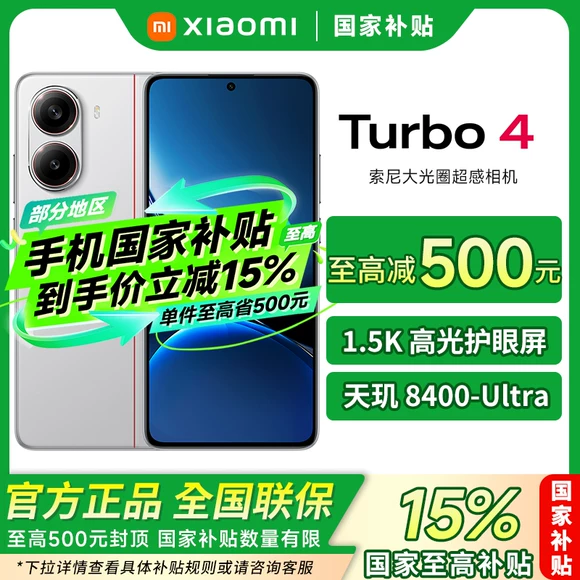 xiaomi 国家补贴
Turbo 4
索尼大光圈超感相机
部分地区
手机国家补贴 至高
到手价立减15%
单件至高省500元
至高减500元
1.5K 高光护眼屏
天玑 8400-Ultra
官方正品 全国联保
至高500元封顶 国家补贴数量有限
15%
国家至高补贴
国家补贴
*下拉详情查看具体补贴规则或请咨询客服